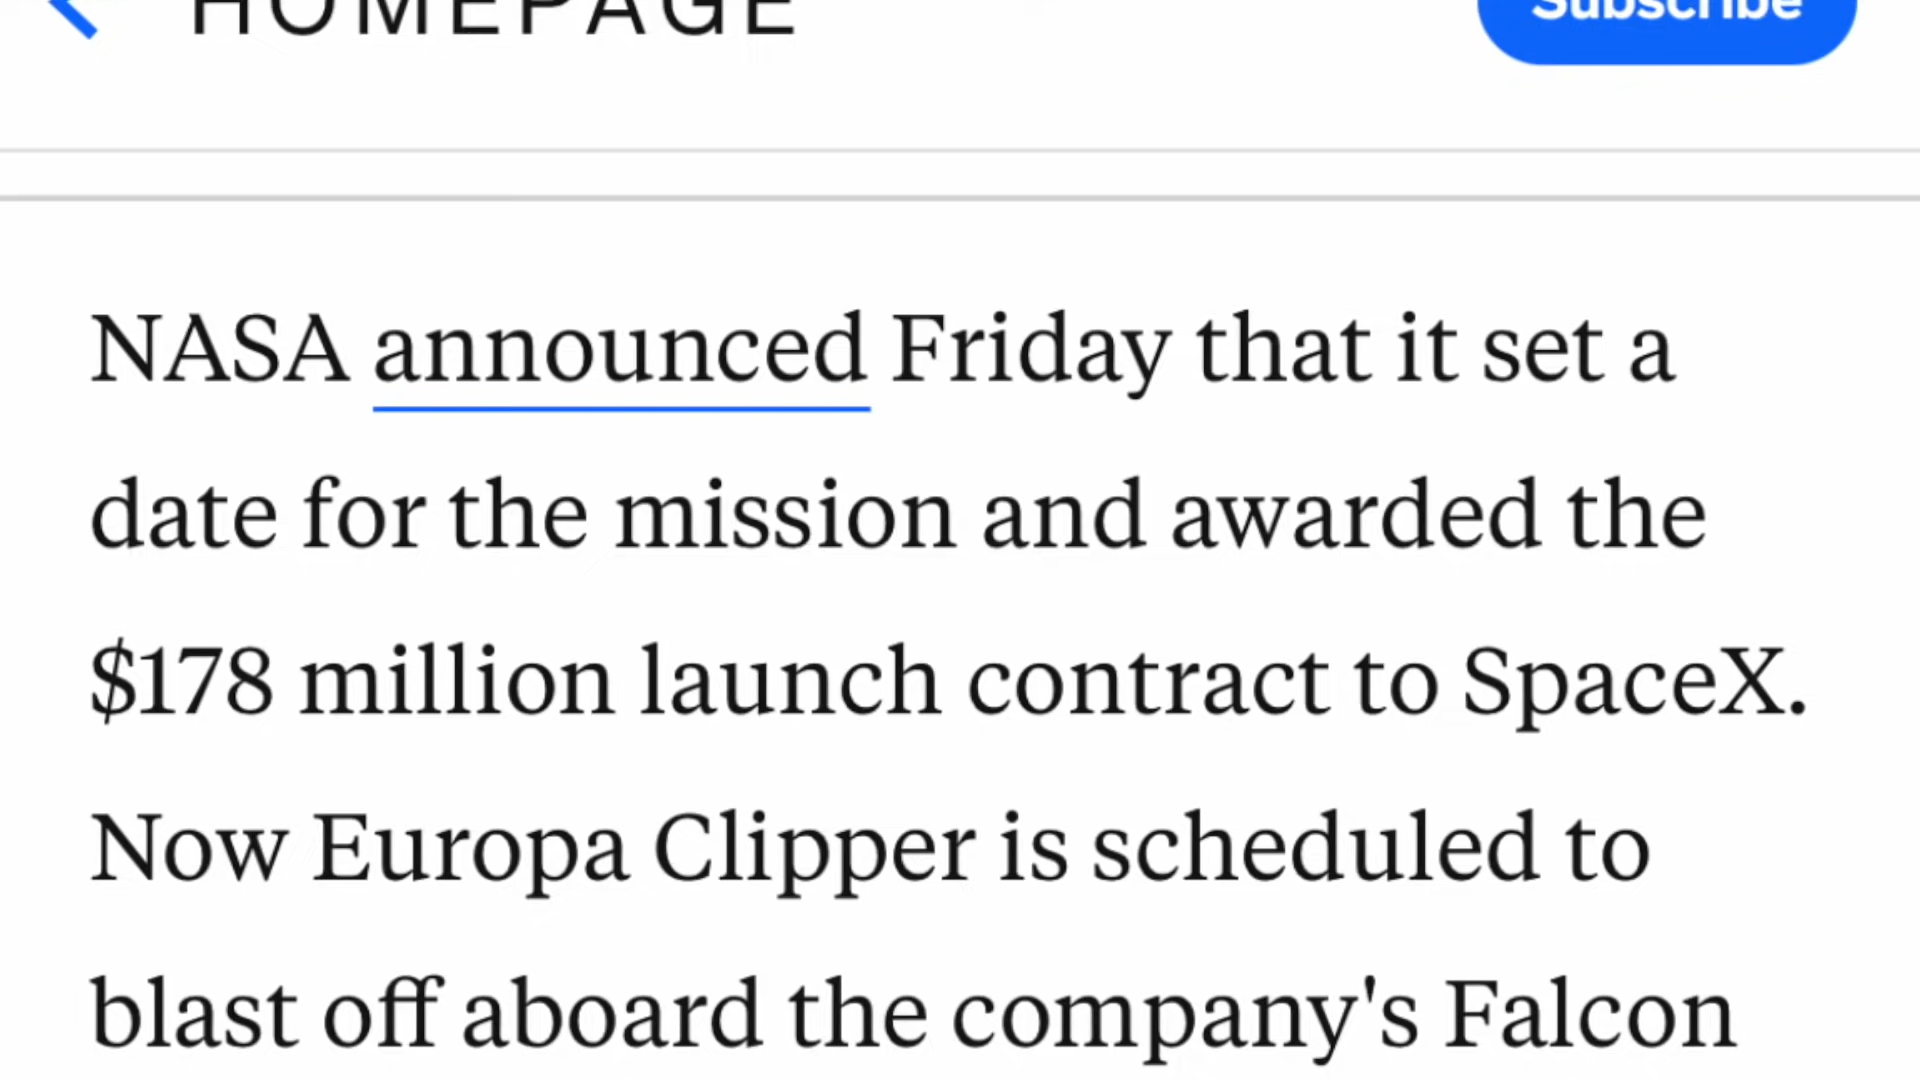 HOMEPAGE
Subscribe
NASA announced Friday that it set a
date for the mission and awarded the
$178 million launch contract to SpaceX.
Now Europa Clipper is scheduled to
blast off aboard the company's Falcon